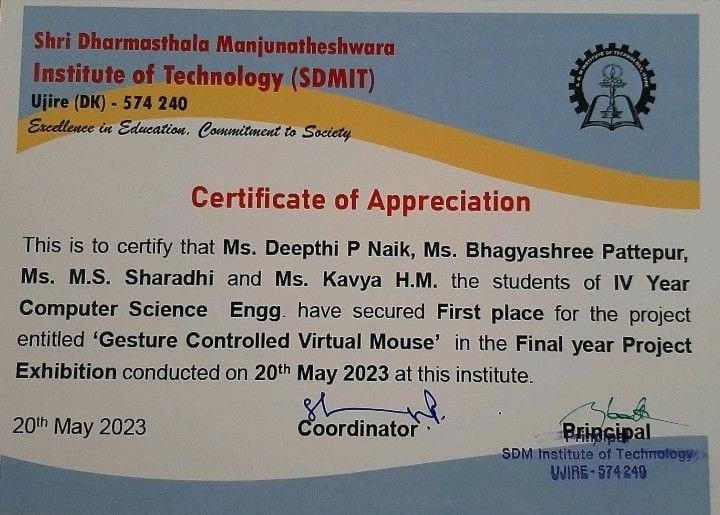 Shri Dharmasthala Manjunatheshwara
Institute of Technology (SDMIT)
Ujire (DK) - 574 240
Excellence in Education, Commitment to Society
Certificate of Appreciation
This is to certify that Ms. Deepthi P Naik, Ms. Bhagyashree Pattepur,
Ms. M.S. Sharadhi and Ms. Kavya H.M. the students of IV Year
Computer Science Engg. have secured First place for the project
entitled ‘Gesture Controlled Virtual Mouse’ in the Final year Project
Exhibition conducted on 20th May 2023 at this institute.
20th May 2023
Coordinator
Principal
Principal
SDM Institute of Technology
UJIRE - 574 240